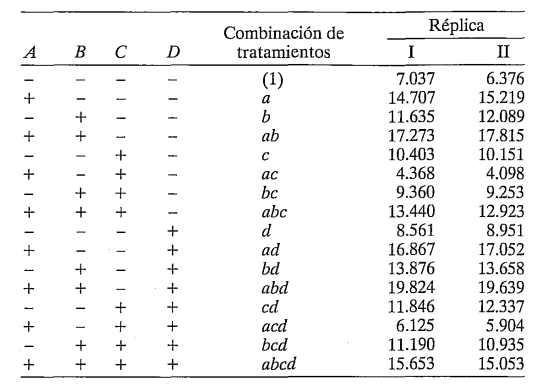 Combinación de Réplica
A B C D tratamientos I II
− − − − (1) 7.037 6.376
+ − − − a 14.707 15.219
− + − − b 11.635 12.089
+ + − − ab 17.273 17.815
− − + − c 10.403 10.151
+ − + − ac 4.368 4.098
− + + − bc 9.360 9.253
+ + + − abc 13.440 12.923
− − − + d 8.561 8.951
+ − − + ad 16.867 17.052
− + − + bd 13.876 13.658
+ + − + abd 19.824 19.639
− − + + cd 11.846 12.337
+ − + + acd 6.125 5.904
− + + + bcd 11.190 10.935
+ + + + abcd 15.653 15.053